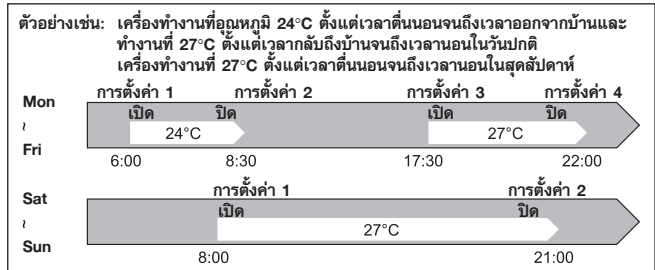 ตัวอย่างเช่น: เครื่องทำงานที่อุณหภูมิ 24°C ตั้งแต่เวลาตื่นนอนจนถึงเวลาออกจากบ้านและ
ทำงานที่ 27°C ตั้งแต่เวลากลับถึงบ้านจนถึงเวลานอนในวันปกติ
เครื่องทำงานที่ 27°C ตั้งแต่เวลาตื่นนอนจนถึงเวลานอนในสุดสัปดาห์
การตั้งค่า 1 การตั้งค่า 2 การตั้งค่า 3 การตั้งค่า 4
Mon
เปิด ปิด เปิด ปิด
≀
24°C 27°C
Fri
6:00 8:30 17:30 22:00
การตั้งค่า 1 การตั้งค่า 2
Sat
เปิด ปิด
≀
27°C
Sun
8:00 21:00